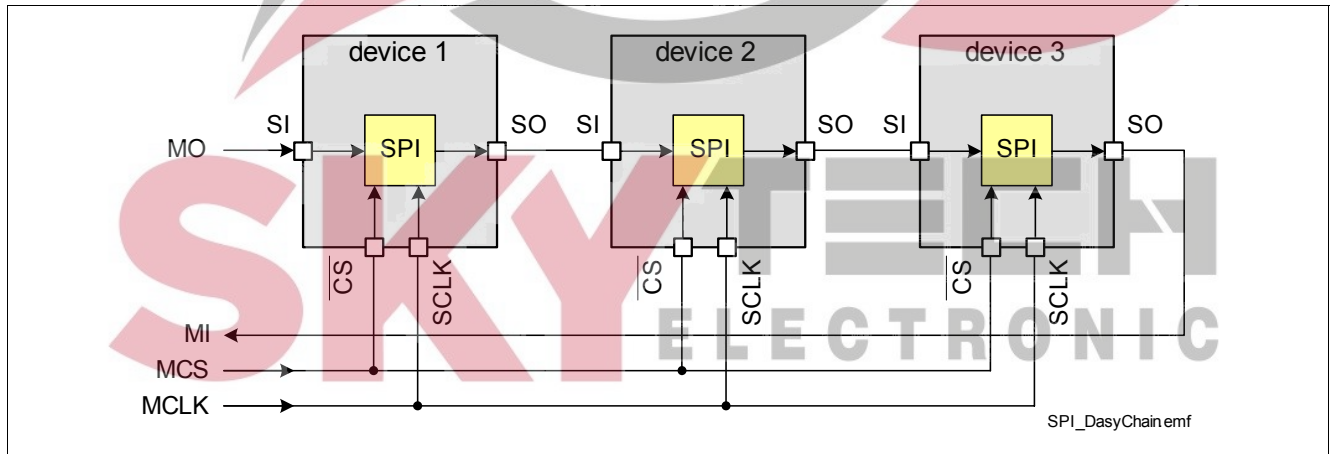 device 1
device 2
device 3
MO
SI
SPI
SO
SI
SPI
SO
SI
SPI
SO
CS
SCLK
CS
SCLK
CS
SCLK
MI
MCS
MCLK
SKYTECH
ELECTRONIC
SPI_DasyChain.emf